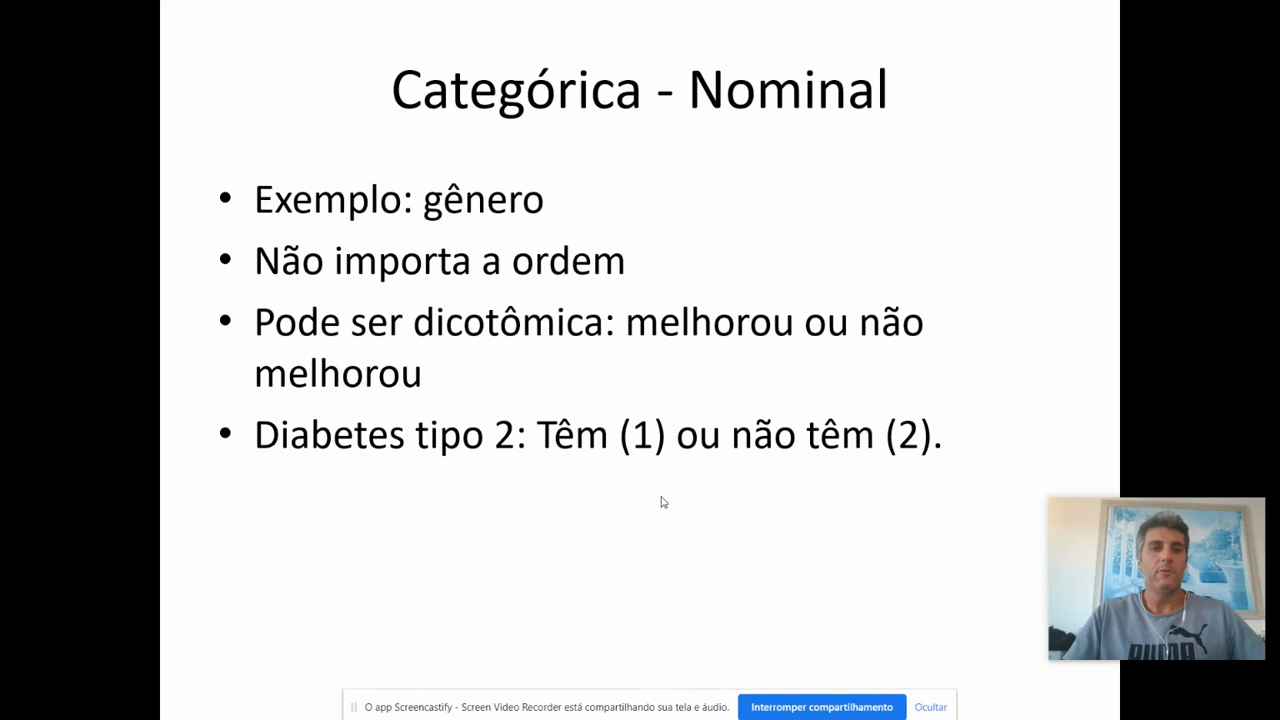 Categórica - Nominal
• Exemplo: gênero
• Não importa a ordem
• Pode ser dicotômica: melhorou ou não
melhorou
• Diabetes tipo 2: Têm (1) ou não têm (2).
PUMA
O app Screencastify - Screen Video Recorder está compartilhando sua tela e áudio.
Interromper compartilhamento
Ocultar